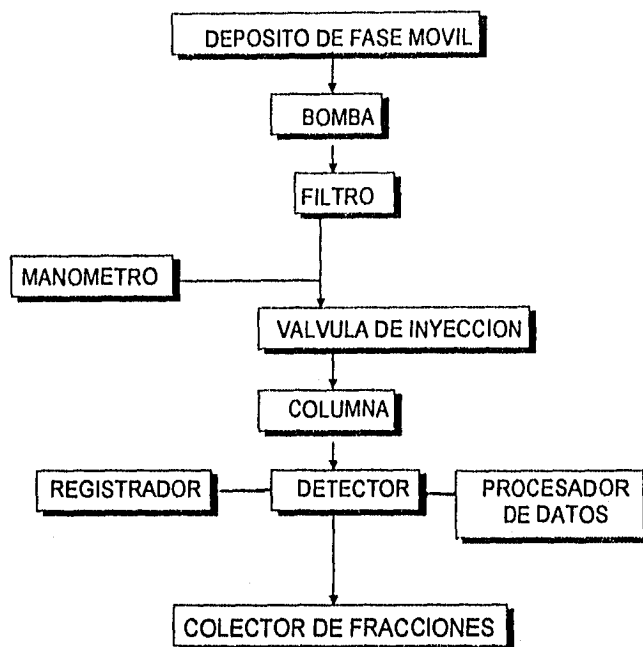 DEPOSITO DE FASE MOVIL
BOMBA
FILTRO
MANOMETRO
VALVULA DE INYECCION
COLUMNA
REGISTRADOR
DETECTOR
PROCESADOR
DE DATOS
COLECTOR DE FRACCIONES